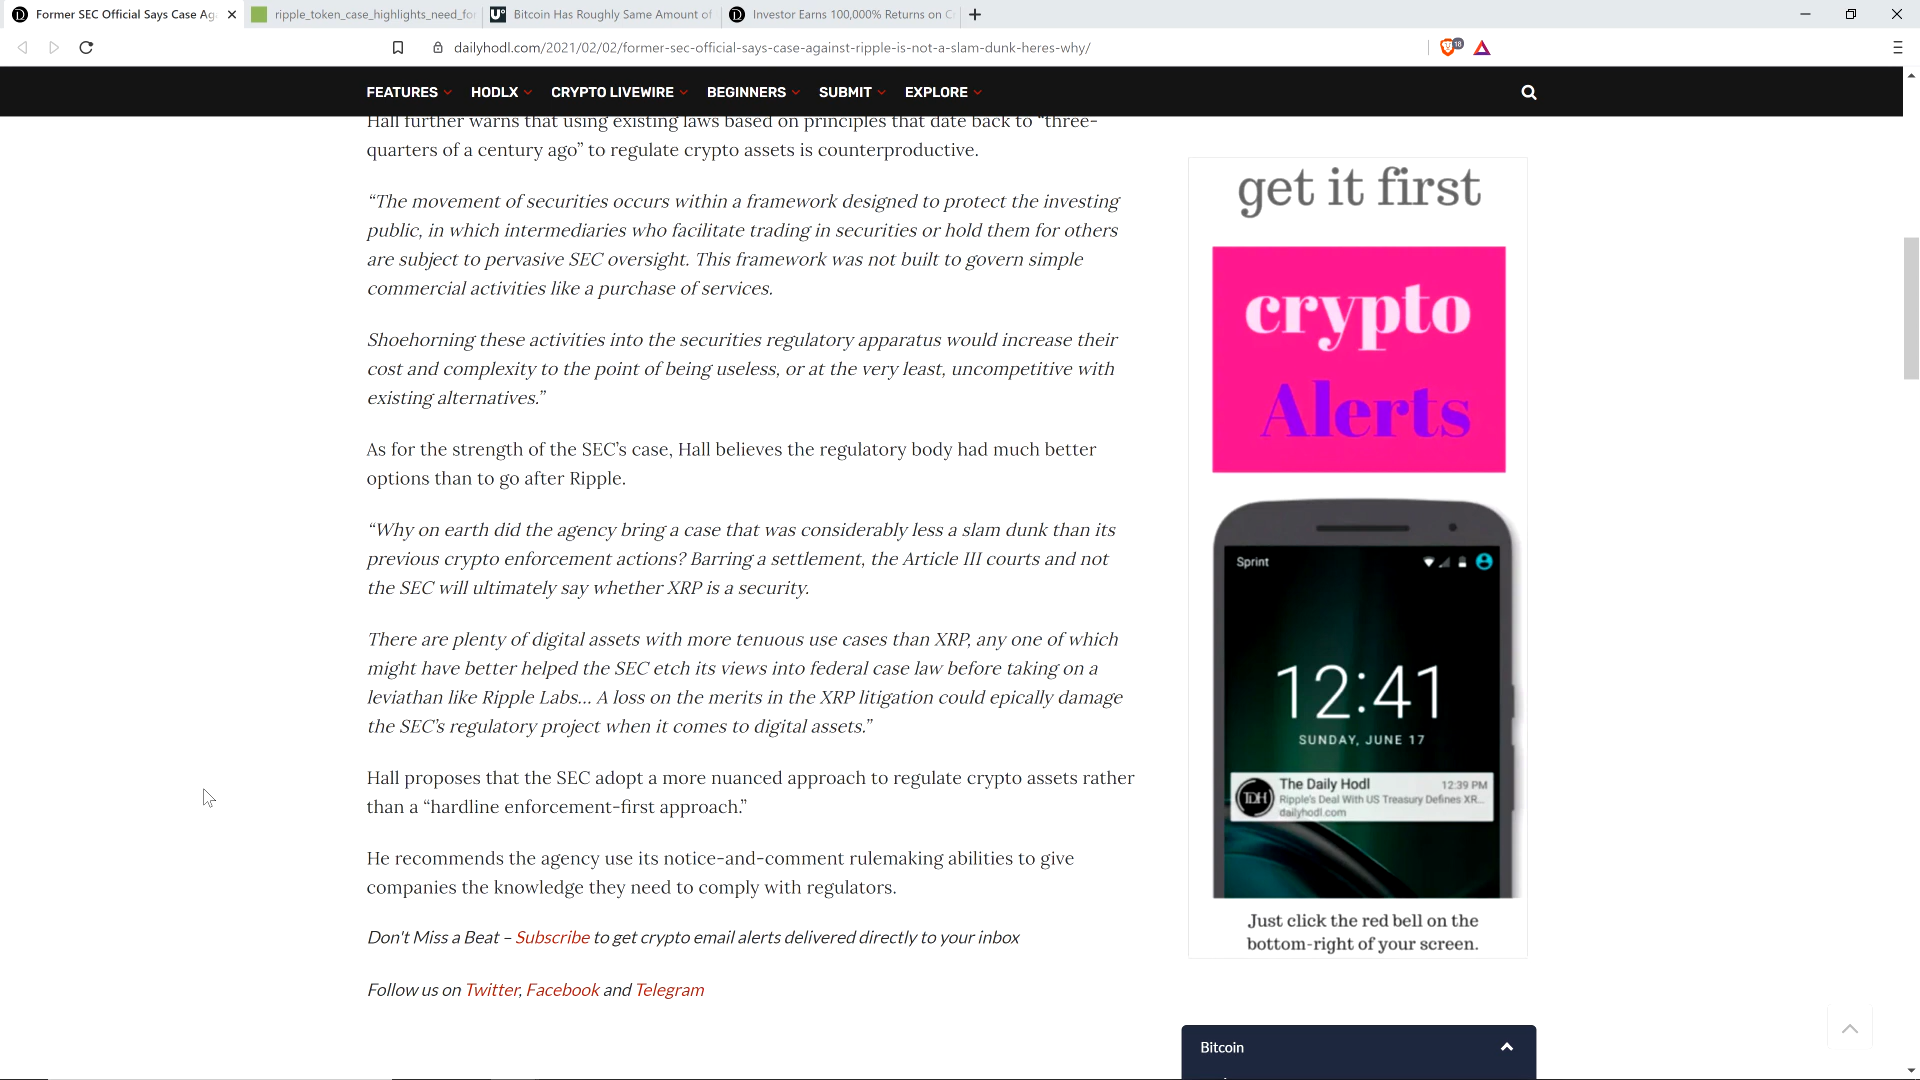 Former SEC Official Says Case Ag
ripple_token_case_highlights_need_fo
Bitcoin Has Roughly Same Amount of
Investor Earns 100,000% Returns on C
dailyhodl.com/2021/02/02/former-sec-official-says-case-against-ripple-is-not-a-slam-dunk-heres-why/
18
FEATURES HODLX CRYPTO LIVEWIRE BEGINNERS SUBMIT EXPLORE
Hall further warns that using existing laws based on principles that date back to “three-
quarters of a century ago” to regulate crypto assets is counterproductive.
“The movement of securities occurs within a framework designed to protect the investing
public, in which intermediaries who facilitate trading in securities or hold them for others
are subject to pervasive SEC oversight. This framework was not built to govern simple
commercial activities like a purchase of services.
Shoehorning these activities into the securities regulatory apparatus would increase their
cost and complexity to the point of being useless, or at the very least, uncompetitive with
existing alternatives.”
As for the strength of the SEC’s case, Hall believes the regulatory body had much better
options than to go after Ripple.
“Why on earth did the agency bring a case that was considerably less a slam dunk than its
previous crypto enforcement actions? Barring a settlement, the Article III courts and not
the SEC will ultimately say whether XRP is a security.
There are plenty of digital assets with more tenuous use cases than XRP, any one of which
might have better helped the SEC etch its views into federal case law before taking on a
leviathan like Ripple Labs… A loss on the merits in the XRP litigation could epically damage
the SEC’s regulatory project when it comes to digital assets.”
Hall proposes that the SEC adopt a more nuanced approach to regulate crypto assets rather
than a “hardline enforcement-first approach.”
He recommends the agency use its notice-and-comment rulemaking abilities to give
companies the knowledge they need to comply with regulators.
Don't Miss a Beat – Subscribe to get crypto email alerts delivered directly to your inbox
Follow us on Twitter, Facebook and Telegram
get it first
crypto
Alerts
Sprint
12:41
SUNDAY, JUNE 17
TDH
The Daily Hodl 12:39 PM
Ripple's Deal With US Treasury Defines XR...
dailyhodl.com
Just click the red bell on the
bottom-right of your screen.
Bitcoin